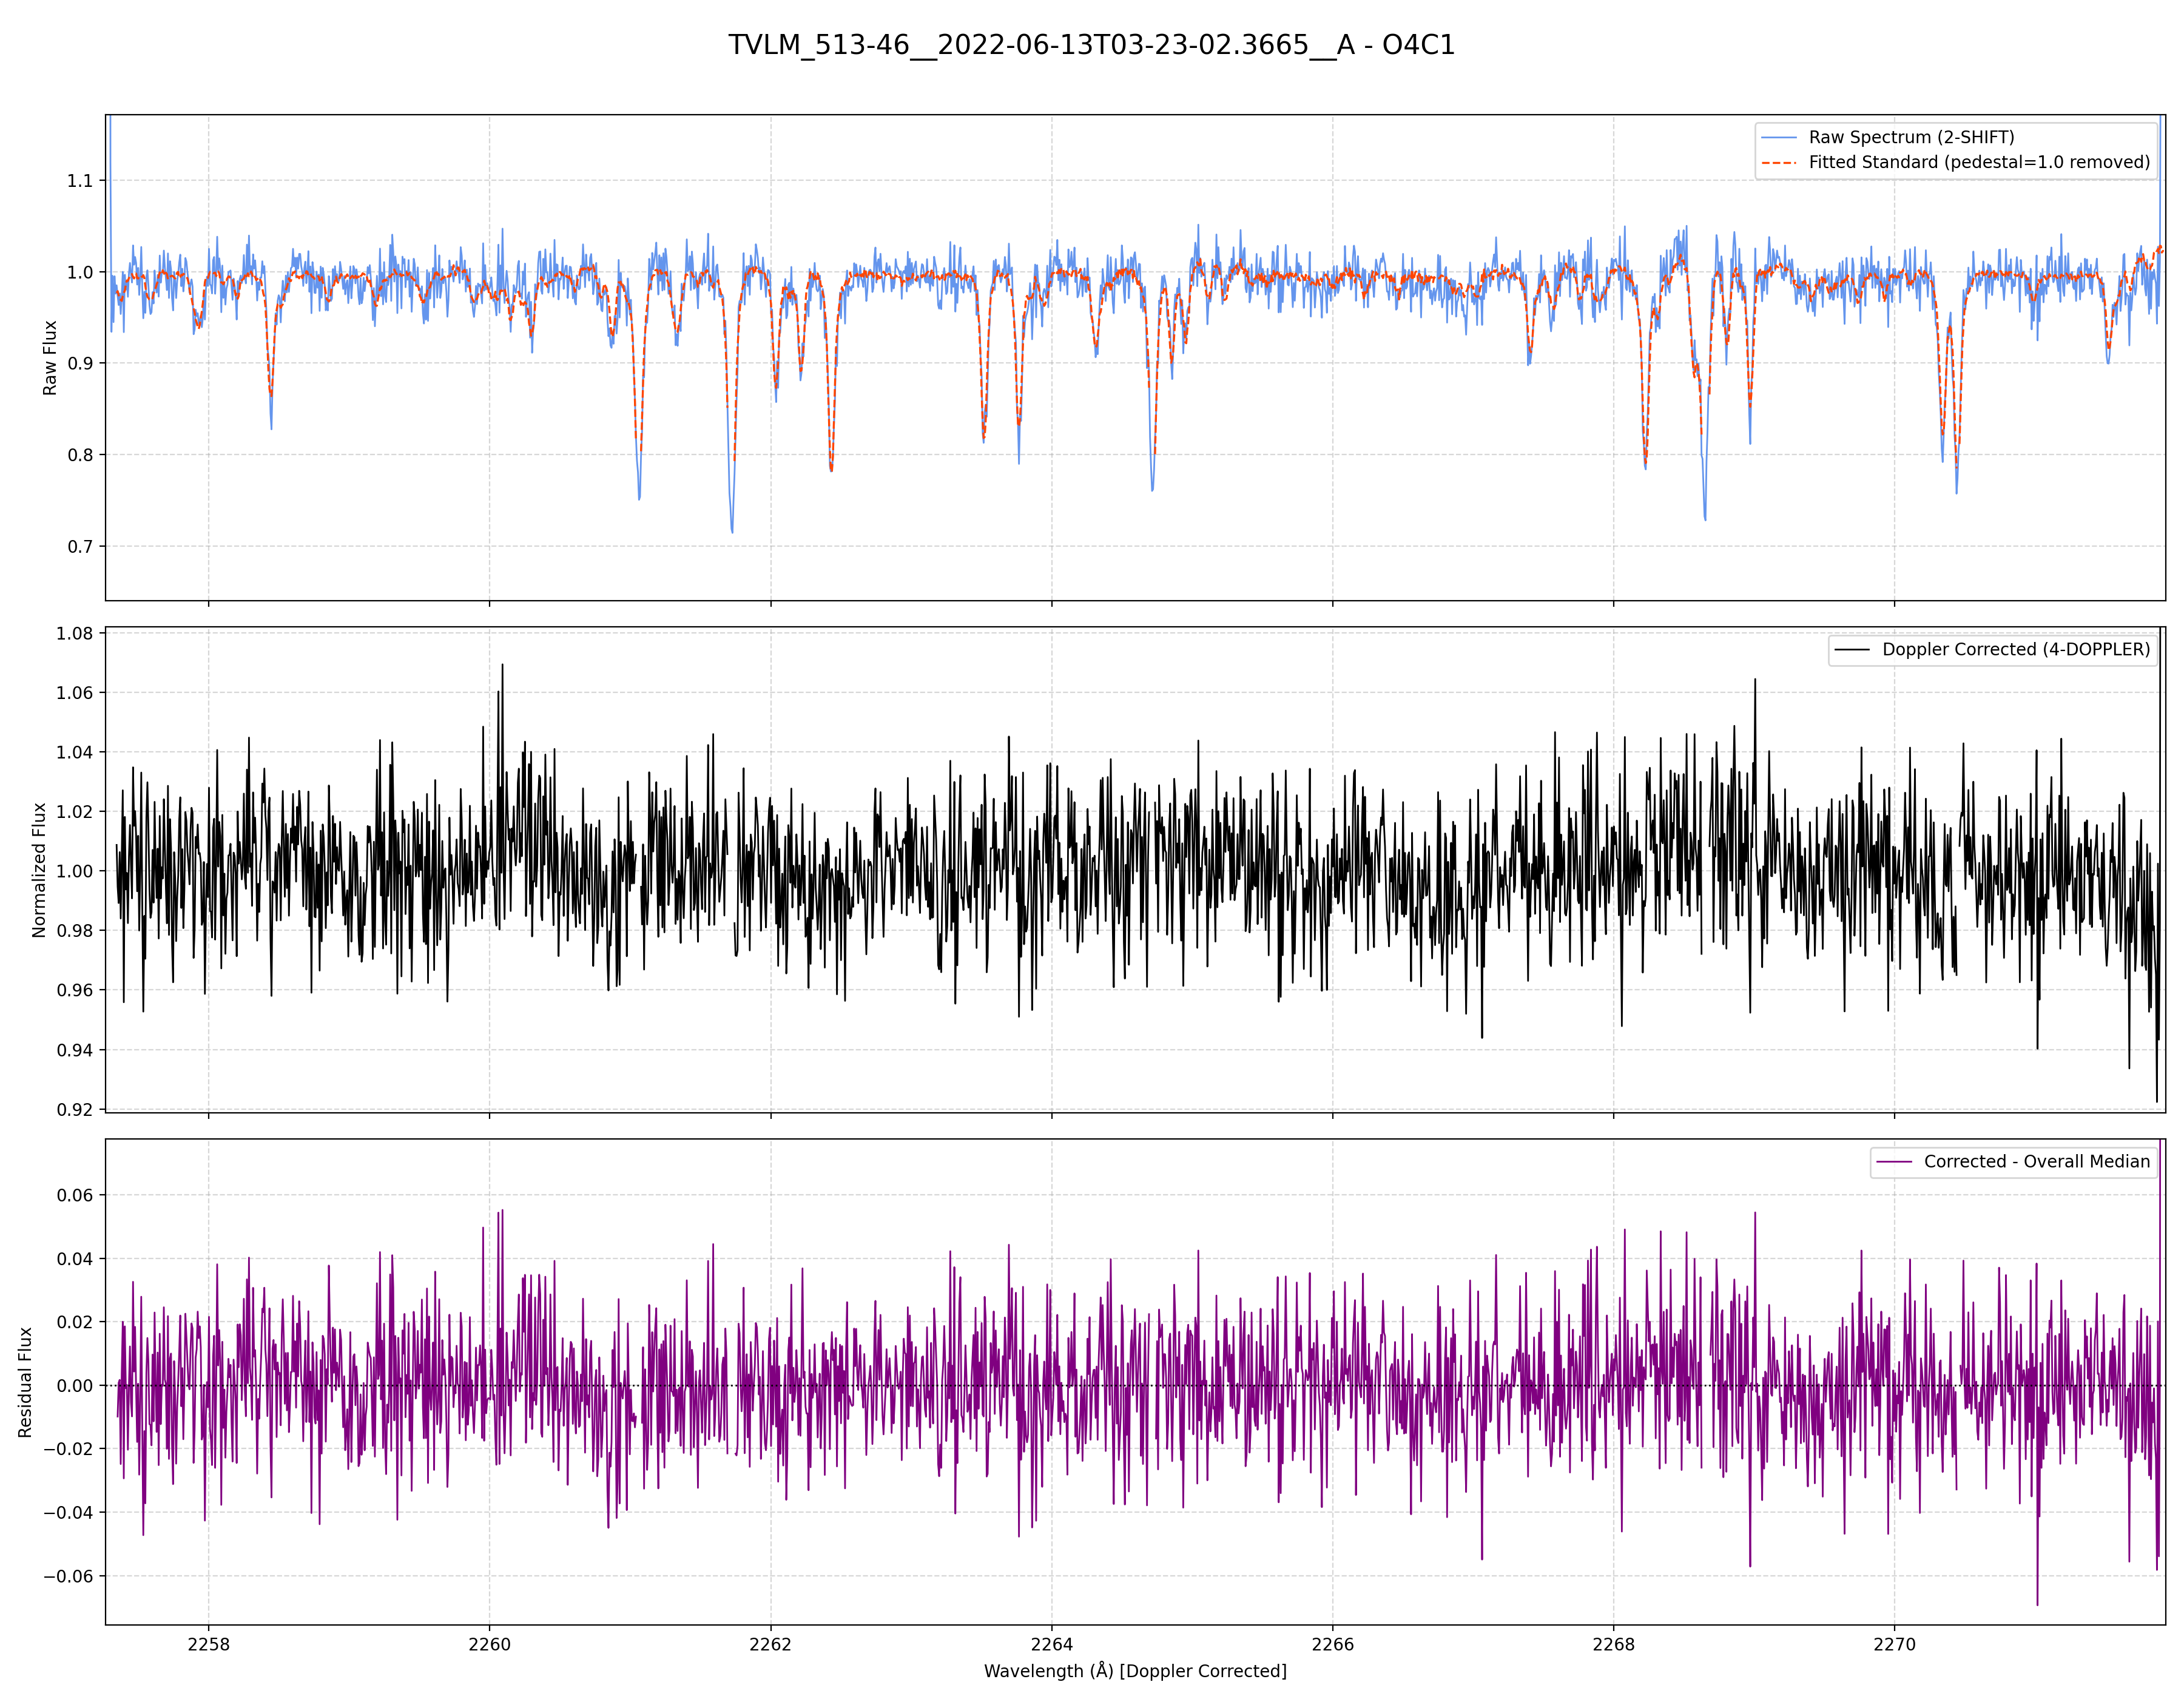 TVLM_513-46__2022-06-13T03-23-02.3665__A - O4C1
Raw Spectrum (2-SHIFT)
Fitted Standard (pedestal=1.0 removed)
Raw Flux
1.1
1.0
0.9
0.8
0.7
Doppler Corrected (4-DOPPLER)
Normalized Flux
1.08
1.06
1.04
1.02
1.00
0.98
0.96
0.94
0.92
Corrected - Overall Median
Residual Flux
0.06
0.04
0.02
0.00
−0.02
−0.04
−0.06
2258 2260 2262 2264 2266 2268 2270
Wavelength (Å) [Doppler Corrected]